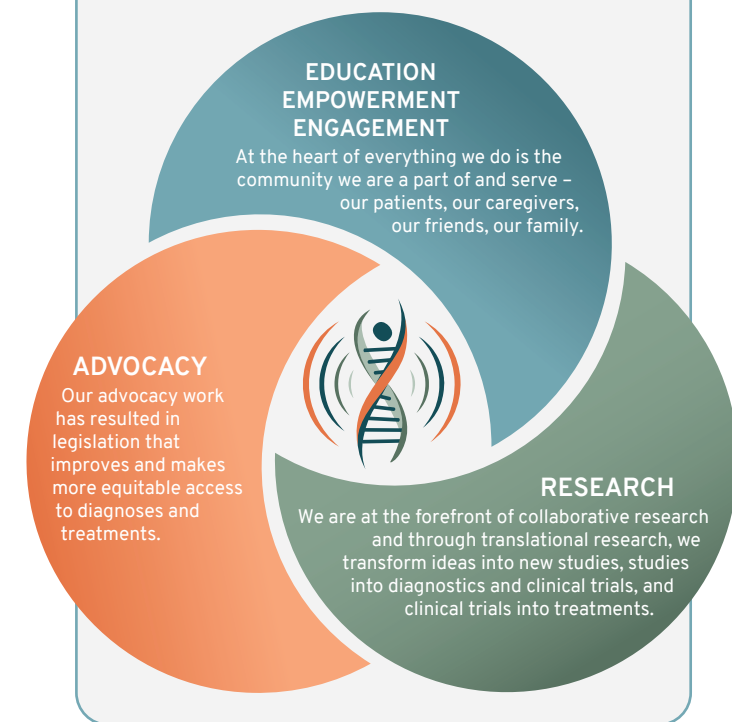 EDUCATION
EMPOWERMENT
ENGAGEMENT
At the heart of everything we do is the
community we are a part of and serve –
our patients, our caregivers,
our friends, our family.
ADVOCACY
Our advocacy work
has resulted in
legislation that
improves and makes
more equitable access
to diagnoses and
treatments.
RESEARCH
We are at the forefront of collaborative research
and through translational research, we
transform ideas into new studies, studies
into diagnostics and clinical trials, and
clinical trials into treatments.